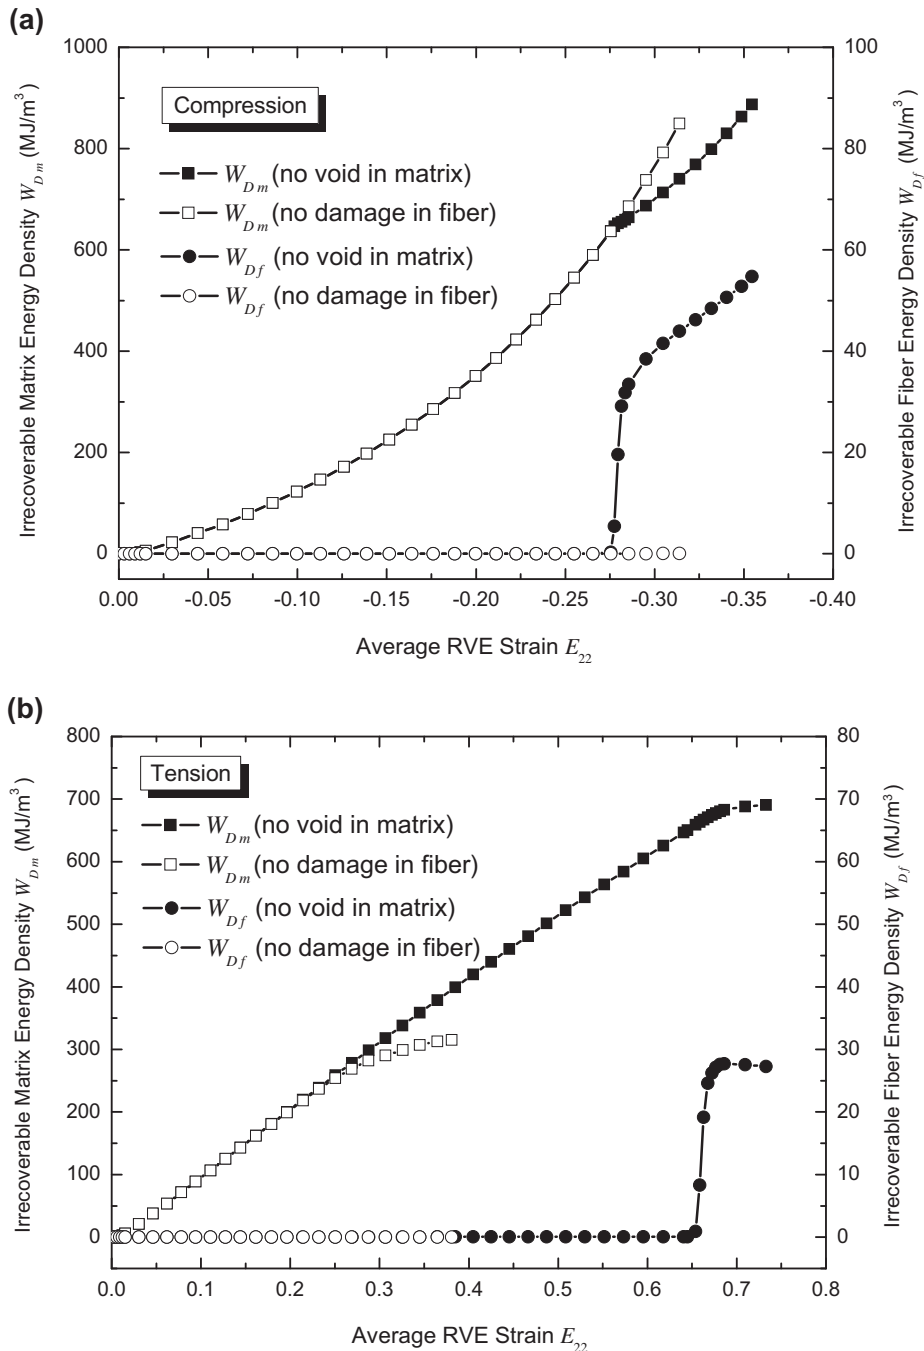 (a)
1000
800
600
400
200
0
100
80
60
40
20
0
Irrecoverable Matrix Energy Density W_Dm (MJ/m³)
Irrecoverable Fiber Energy Density W_Df (MJ/m³)
Compression
W_Dm (no void in matrix)
W_Dm (no damage in fiber)
W_Df (no void in matrix)
W_Df (no damage in fiber)
0.00 -0.05 -0.10 -0.15 -0.20 -0.25 -0.30 -0.35 -0.40
Average RVE Strain E₂₂
(b)
800
700
600
500
400
300
200
100
0
80
70
60
50
40
30
20
10
0
Irrecoverable Matrix Energy Density W_Dm (MJ/m³)
Irrecoverable Fiber Energy Density W_Df (MJ/m³)
Tension
W_Dm (no void in matrix)
W_Dm (no damage in fiber)
W_Df (no void in matrix)
W_Df (no damage in fiber)
0.0 0.1 0.2 0.3 0.4 0.5 0.6 0.7 0.8
Average RVE Strain E₂₂